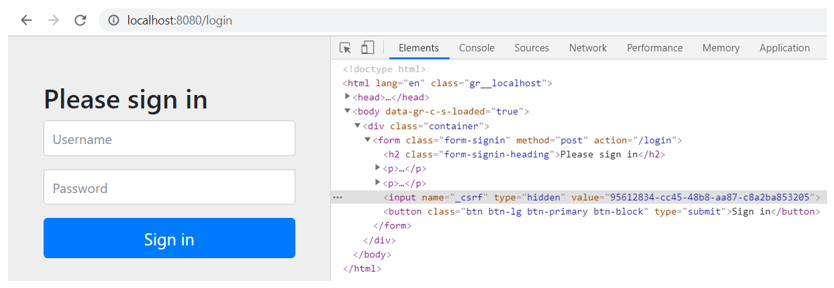 localhost:8080/login
Please sign in
Username
Password
Sign in
Elements Console Sources Network Performance Memory Application
<!doctype html>
<html lang="en" class="gr__localhost">
<head>…</head>
<body data-gr-c-s-loaded="true">
<div class="container">
<form class="form-signin" method="post" action="/login">
<h2 class="form-signin-heading">Please sign in</h2>
<p>…</p>
<p>…</p>
<input name="_csrf" type="hidden" value="95612834-cc45-48b8-aa87-c8a2ba853205">
<button class="btn btn-lg btn-primary btn-block" type="submit">Sign in</button>
</form>
</div>
</body>
</html>